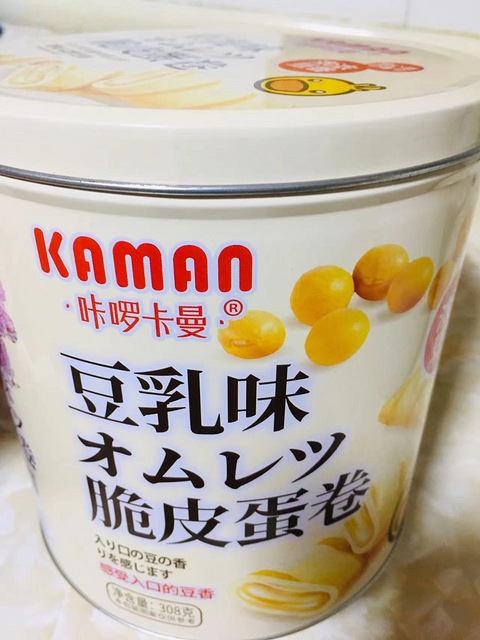 KAMAN
·咔啰卡曼·®
豆乳味
オムレツ
脆皮蛋卷
入り口の豆の香
りを感じます
感受入口的豆香
净含量：308克